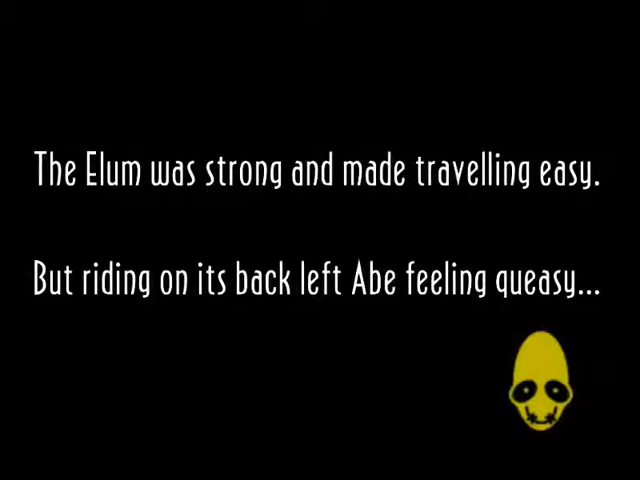 The Elum was strong and made travelling easy.
But riding on its back left Abe feeling queasy...